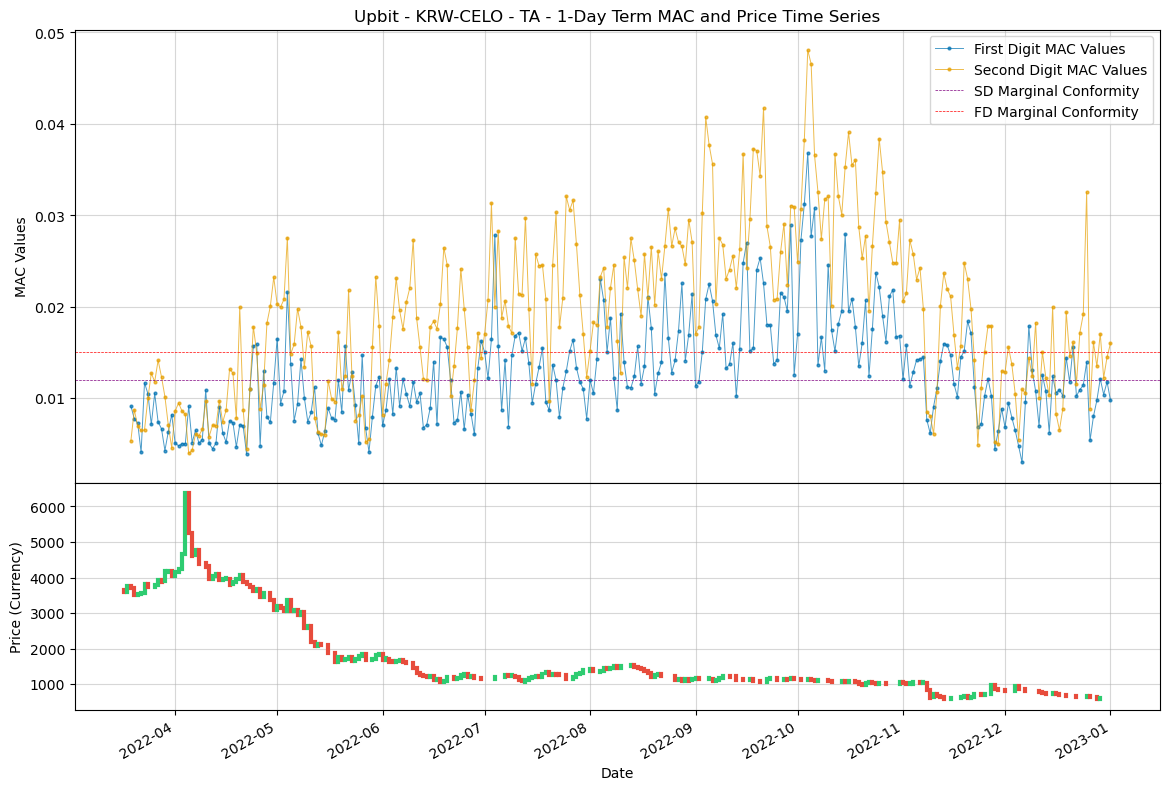 Upbit - KRW-CELO - TA - 1-Day Term MAC and Price Time Series
First Digit MAC Values
Second Digit MAC Values
SD Marginal Conformity
FD Marginal Conformity
MAC Values
0.05
0.04
0.03
0.02
0.01
Price (Currency)
6000
5000
4000
3000
2000
1000
2022-04
2022-05
2022-06
2022-07
2022-08
2022-09
2022-10
2022-11
2022-12
2023-01
Date